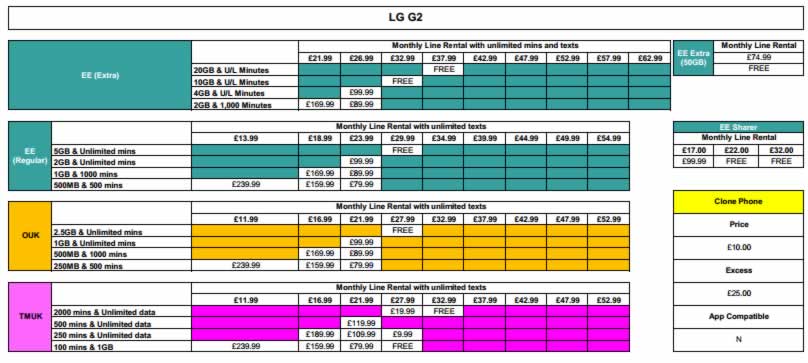 LG G2
Monthly Line Rental with unlimited mins and texts
EE (Extra)
£21.99 £26.99 £32.99 £37.99 £42.99 £47.99 £52.99 £57.99 £62.99
20GB & U/L Minutes FREE
10GB & U/L Minutes FREE
4GB & U/L Minutes £99.99
2GB & 1,000 Minutes £169.99 £89.99
EE Extra (50GB)
Monthly Line Rental
£74.99
FREE
EE (Regular)
Monthly Line Rental with unlimited texts
£13.99 £18.99 £23.99 £29.99 £34.99 £39.99 £44.99 £49.99 £54.99
5GB & Unlimited mins FREE
2GB & Unlimited mins £99.99
1GB & 1000 mins £169.99 £89.99
500MB & 500 mins £239.99 £159.99 £79.99
EE Sharer
Monthly Line Rental
£17.00 £22.00 £32.00
£99.99 FREE FREE
OUK
Monthly Line Rental with unlimited texts
£11.99 £16.99 £21.99 £27.99 £32.99 £37.99 £42.99 £47.99 £52.99
2.5GB & Unlimited mins FREE
1GB & Unlimited mins £99.99
500MB & 1000 mins £169.99 £89.99
250MB & 500 mins £239.99 £159.99 £79.99
Clone Phone
Price
£10.00
Excess
£25.00
App Compatible
N
TMUK
Monthly Line Rental with unlimited texts
£11.99 £16.99 £21.99 £27.99 £32.99 £37.99 £42.99 £47.99 £52.99
2000 mins & Unlimited data £19.99 FREE
500 mins & Unlimited data £119.99
250 mins & Unlimited data £189.99 £109.99 £9.99
100 mins & 1GB £239.99 £159.99 £79.99 FREE